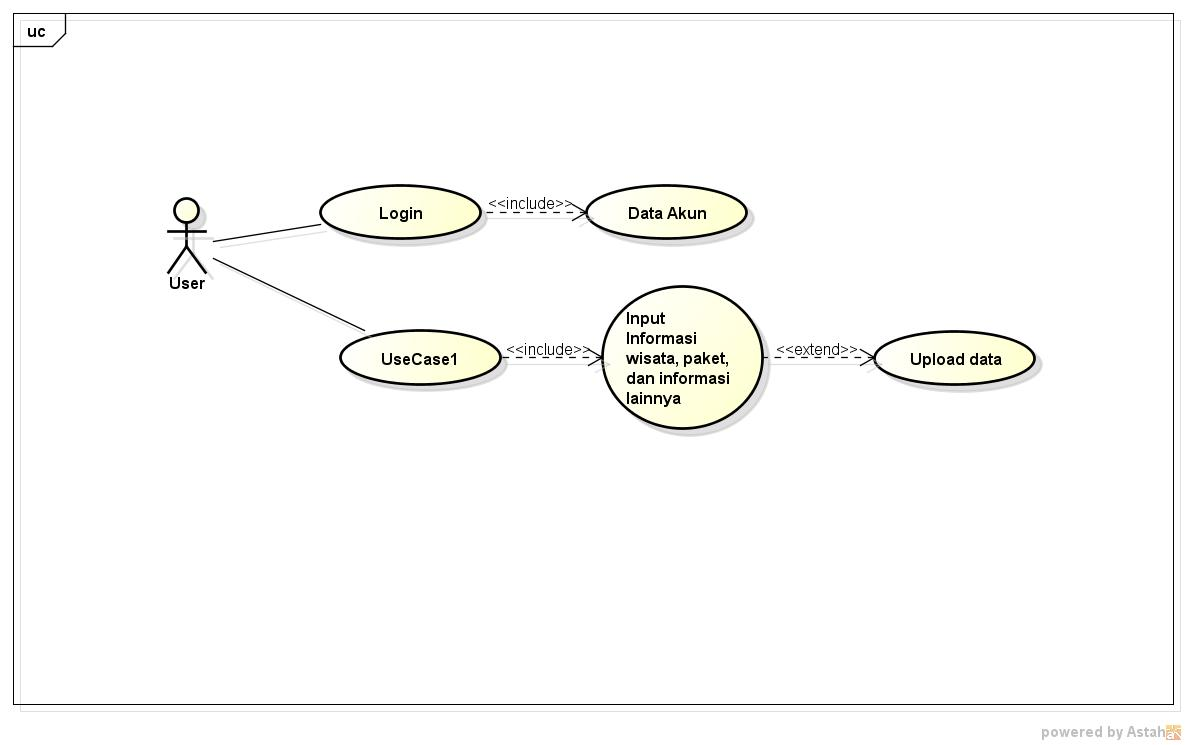 uc
Login
<<include>>
Data Akun
User
UseCase1
<<include>>
Input
Informasi
wisata, paket,
dan informasi
lainnya
<<extend>>
Upload data
powered by Astah